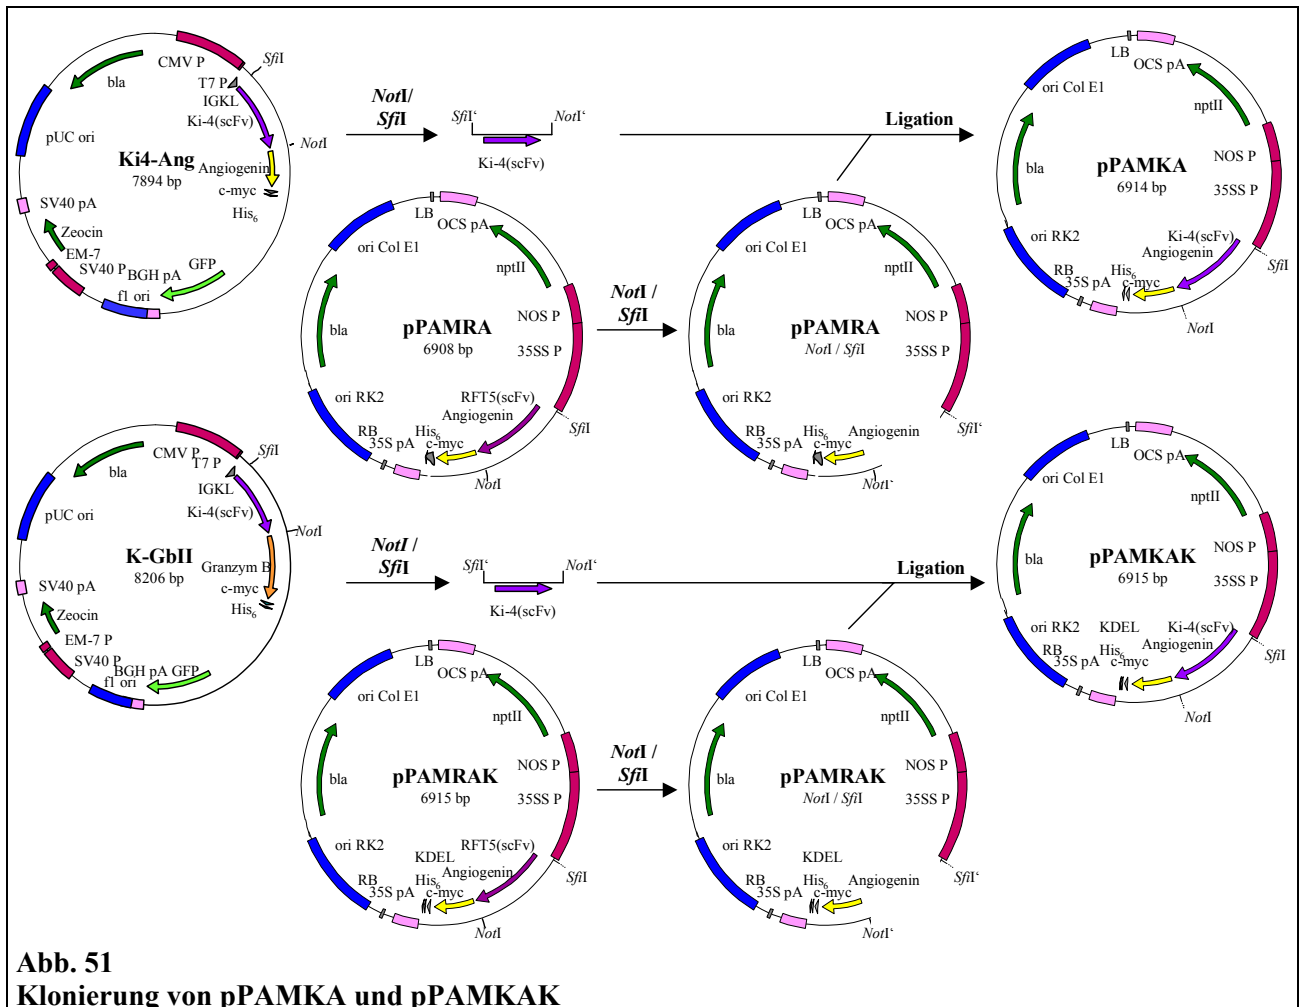 CMV P
SfiI
bla
T7 P
IGKL
Ki-4(scFv)
pUC ori
NotI
Ki4-Ang
7894 bp
Angiogenin
c-myc
His6
SV40 pA
Zeocin
EM-7
SV40 P
BGH pA
GFP
f1 ori
NotI/
SfiI
SfiI‘
NotI‘
Ki-4(scFv)
Ligation
LB
OCS pA
ori Col E1
nptII
bla
NOS P
35SS P
pPAMKA
6914 bp
ori RK2
Ki-4(scFv)
Angiogenin
RB
His6
35S pA
c-myc
SfiI
NotI
LB
OCS pA
ori Col E1
nptII
bla
pPAMRA
6908 bp
NOS P
35SS P
ori RK2
RFT5(scFv)
Angiogenin
RB
His6
35S pA
c-myc
SfiI
NotI
NotI /
SfiI
LB
OCS pA
ori Col E1
nptII
bla
pPAMRA
NotI / SfiI
NOS P
35SS P
ori RK2
RB
His6
Angiogenin
35S pA
c-myc
SfiI‘
NotI‘
CMV P
SfiI
bla
T7 P
IGKL
Ki-4(scFv)
pUC ori
NotI
K-GbII
8206 bp
Granzym B
c-myc
His6
SV40 pA
Zeocin
EM-7 P
SV40 P
BGH pA
GFP
f1 ori
NotI /
SfiI
SfiI‘
NotI‘
Ki-4(scFv)
Ligation
LB
OCS pA
ori Col E1
nptII
bla
pPAMKAK
6915 bp
NOS P
35SS P
ori RK2
KDEL
Ki-4(scFv)
Angiogenin
RB
His6
35S pA
c-myc
SfiI
NotI
LB
OCS pA
ori Col E1
nptII
bla
pPAMRAK
6915 bp
NOS P
35SS P
ori RK2
KDEL
RFT5(scFv)
Angiogenin
RB
His6
35S pA
c-myc
SfiI
NotI
NotI /
SfiI
LB
OCS pA
ori Col E1
nptII
bla
pPAMRAK
NotI / SfiI
NOS P
35SS P
ori RK2
KDEL
RB
His6
Angiogenin
35S pA
c-myc
SfiI‘
NotI‘
Abb. 51
Klonierung von pPAMKA und pPAMKAK